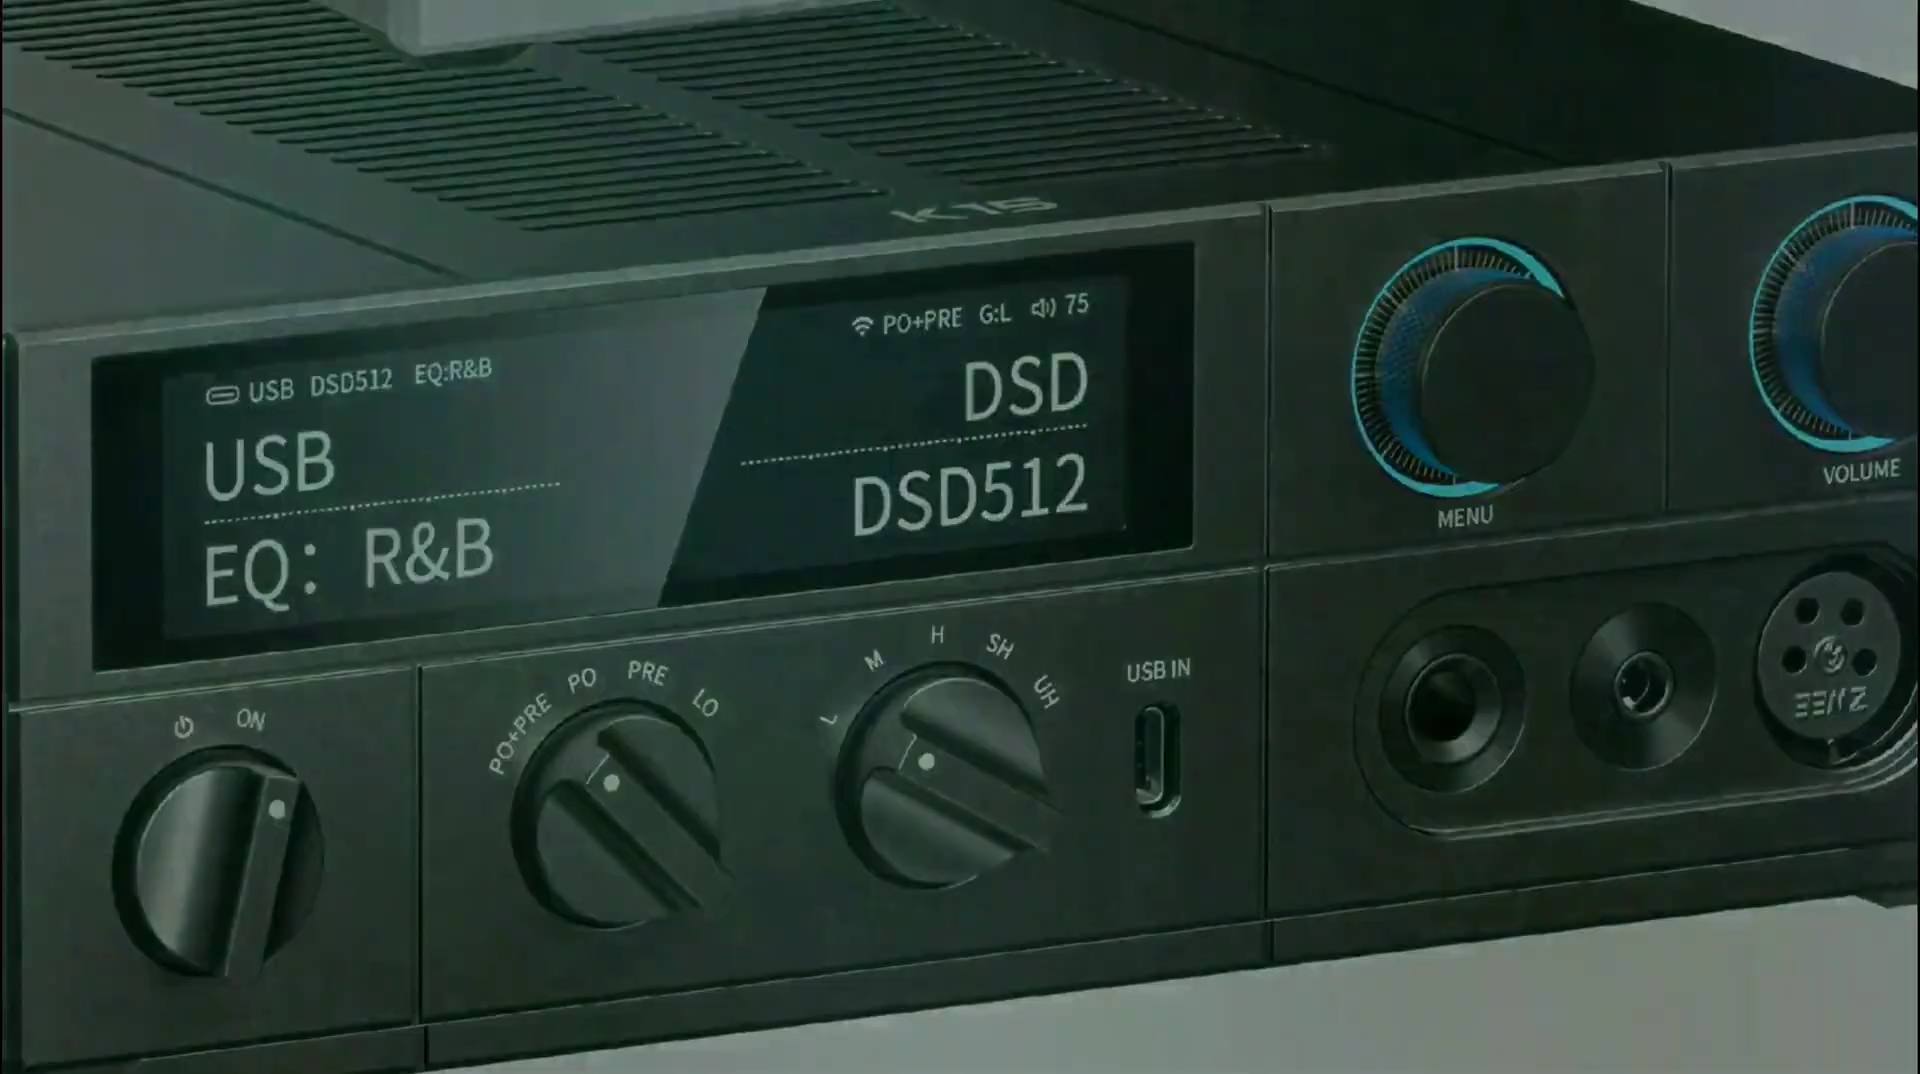 K15
USB DSD512 EQ:R&B
PO+PRE G:L 75
USB
DSD
EQ: R&B
DSD512
MENU
VOLUME
ON
PO+PRE PO PRE LO
L M H SH UH
USB IN